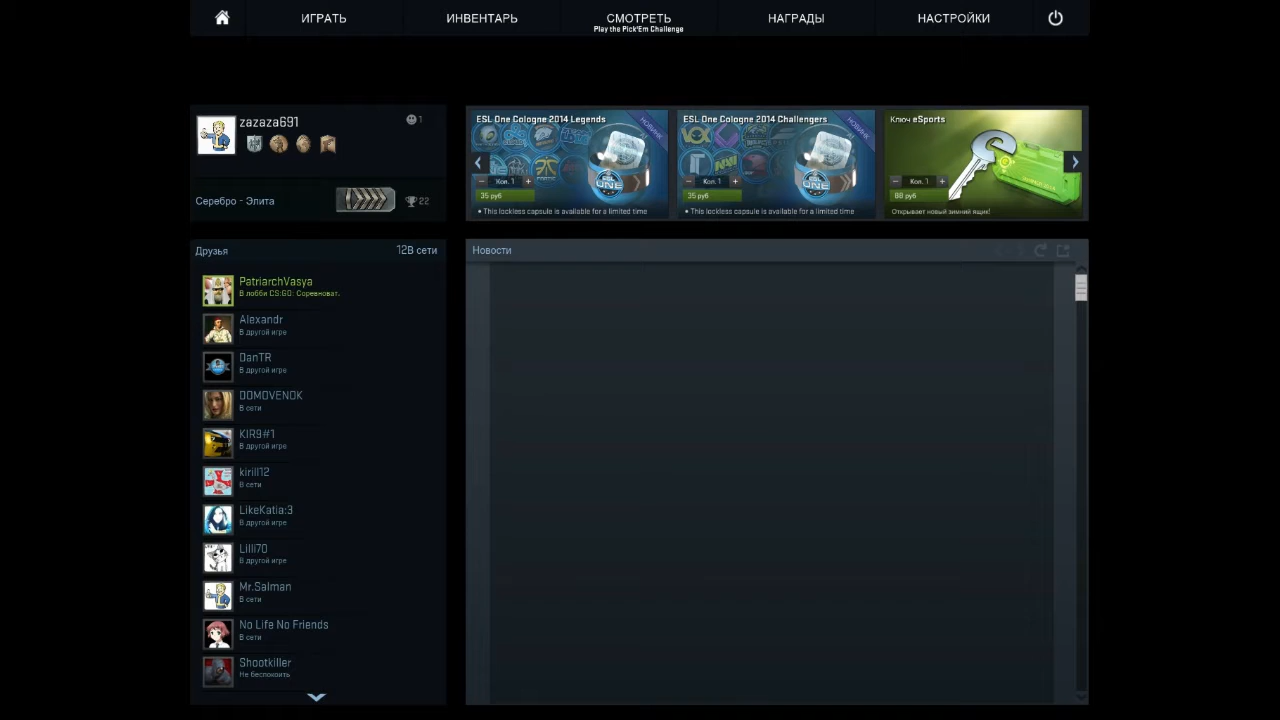 ИГРАТЬ
ИНВЕНТАРЬ
СМОТРЕТЬ
Play the Pick'Em Challenge
НАГРАДЫ
НАСТРОЙКИ
zazaza691
1
Серебро - Элита
22
ESL One Cologne 2014 Legends
НОВИНКА
Кол. 1
35 руб
• This lockless capsule is available for a limited time
ESL One Cologne 2014 Challengers
НОВИНКА
Кол. 1
35 руб
• This lockless capsule is available for a limited time
Ключ eSports
Кол. 1
88 руб
Открывает новый зимний ящик!
Друзья
12В сети
PatriarchVasya
В лобби CS:GO: Соревноват.
Alexandr
В другой игре
DanTR
В другой игре
DOMOVENOK
В сети
KIR9#1
В другой игре
kirill12
В сети
LikeKatia:3
В другой игре
Lilll70
В другой игре
Mr.Salman
В сети
No Life No Friends
В сети
Shootkiller
Не беспокоить
Новости